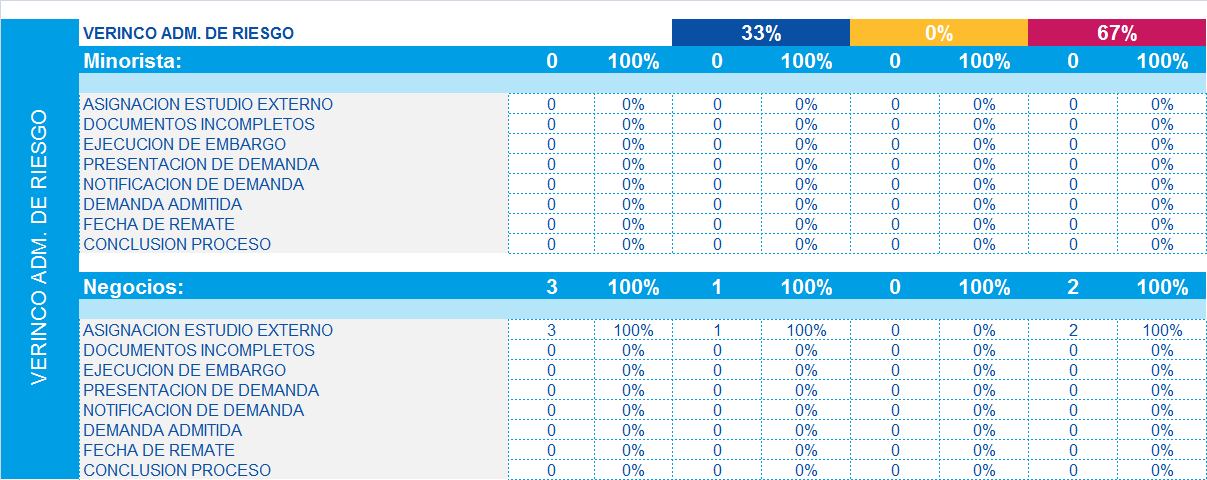 VERINCO ADM. DE RIESGO
VERINCO ADM. DE RIESGO 33% 0% 67%
Minorista: 0 100% 0 100% 0 100% 0 100%
ASIGNACION ESTUDIO EXTERNO 0 0% 0 0% 0 0% 0 0%
DOCUMENTOS INCOMPLETOS 0 0% 0 0% 0 0% 0 0%
EJECUCION DE EMBARGO 0 0% 0 0% 0 0% 0 0%
PRESENTACION DE DEMANDA 0 0% 0 0% 0 0% 0 0%
NOTIFICACION DE DEMANDA 0 0% 0 0% 0 0% 0 0%
DEMANDA ADMITIDA 0 0% 0 0% 0 0% 0 0%
FECHA DE REMATE 0 0% 0 0% 0 0% 0 0%
CONCLUSION PROCESO 0 0% 0 0% 0 0% 0 0%
Negocios: 3 100% 1 100% 0 100% 2 100%
ASIGNACION ESTUDIO EXTERNO 3 100% 1 100% 0 0% 2 100%
DOCUMENTOS INCOMPLETOS 0 0% 0 0% 0 0% 0 0%
EJECUCION DE EMBARGO 0 0% 0 0% 0 0% 0 0%
PRESENTACION DE DEMANDA 0 0% 0 0% 0 0% 0 0%
NOTIFICACION DE DEMANDA 0 0% 0 0% 0 0% 0 0%
DEMANDA ADMITIDA 0 0% 0 0% 0 0% 0 0%
FECHA DE REMATE 0 0% 0 0% 0 0% 0 0%
CONCLUSION PROCESO 0 0% 0 0% 0 0% 0 0%